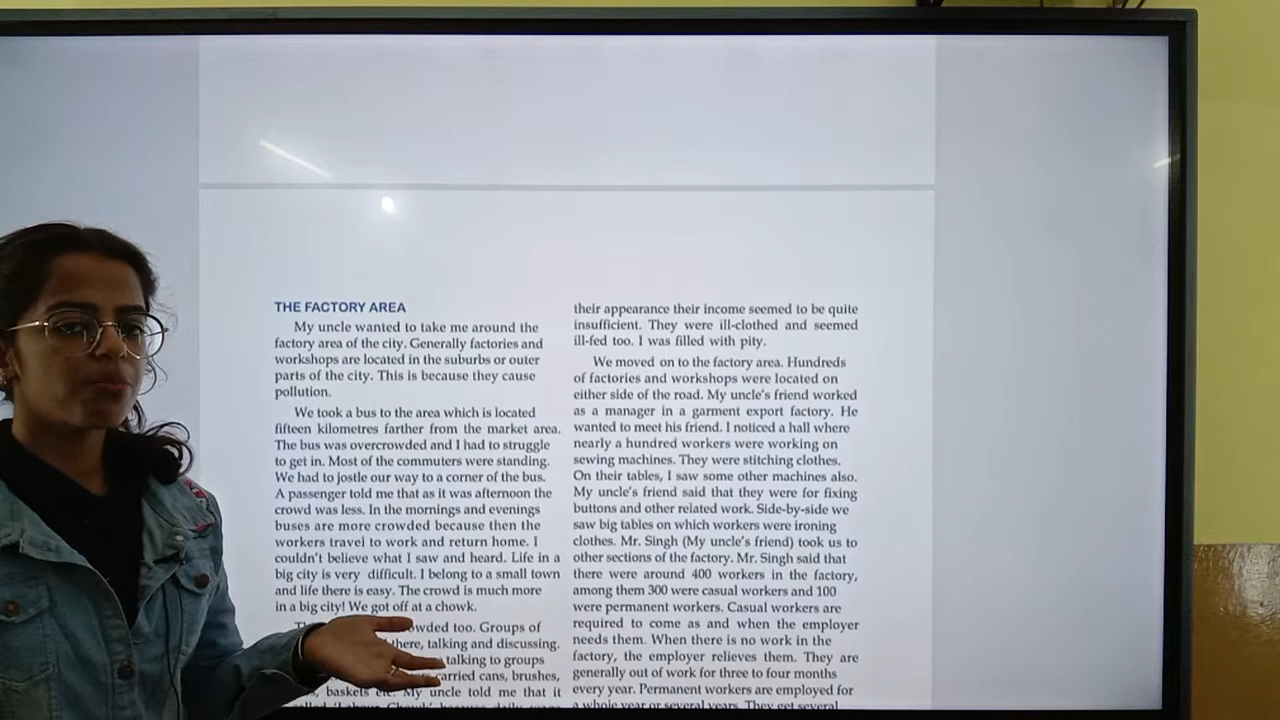 THE FACTORY AREA
My uncle wanted to take me around the
factory area of the city. Generally factories and
workshops are located in the suburbs or outer
parts of the city. This is because they cause
pollution.
We took a bus to the area which is located
fifteen kilometres farther from the market area.
The bus was overcrowded and I had to struggle
to get in. Most of the commuters were standing.
We had to jostle our way to a corner of the bus.
A passenger told me that as it was afternoon the
crowd was less. In the mornings and evenings
buses are more crowded because then the
workers travel to work and return home. I
couldn't believe what I saw and heard. Life in a
big city is very difficult. I belong to a small town
and life there is easy. The crowd is much more
in a big city! We got off at a chowk.
too. Groups of
there, talking and discussing.
talking to groups
carried cans, brushes,
baskets etc. My uncle told me that it
their appearance their income seemed to be quite
insufficient. They were ill-clothed and seemed
ill-fed too. I was filled with pity.
We moved on to the factory area. Hundreds
of factories and workshops were located on
either side of the road. My uncle's friend worked
as a manager in a garment export factory. He
wanted to meet his friend. I noticed a hall where
nearly a hundred workers were working on
sewing machines. They were stitching clothes.
On their tables, I saw some other machines also.
My uncle's friend said that they were for fixing
buttons and other related work. Side-by-side we
saw big tables on which workers were ironing
clothes. Mr. Singh (My uncle's friend) took us to
other sections of the factory. Mr. Singh said that
there were around 400 workers in the factory,
among them 300 were casual workers and 100
were permanent workers. Casual workers are
required to come as and when the employer
needs them. When there is no work in the
factory, the employer relieves them. They are
generally out of work for three to four months
every year. Permanent workers are employed for
a whole year or several years. They get several